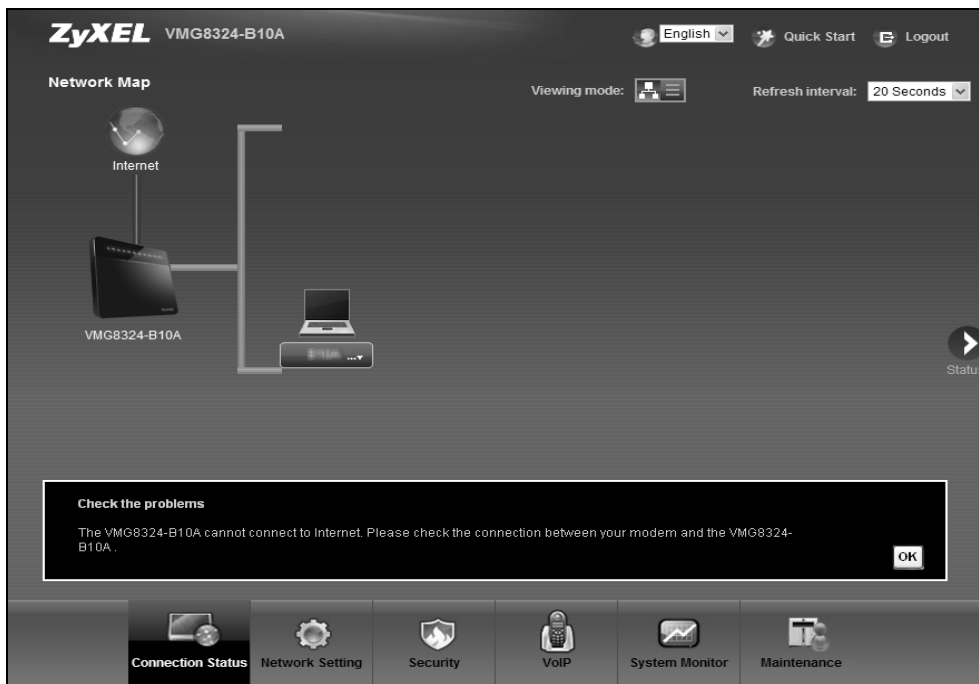 ZyXEL VMG8324-B10A
English
Quick Start
Logout
Network Map
Viewing mode:
Refresh interval: 20 Seconds
Internet
VMG8324-B10A
...
Status
Check the problems
The VMG8324-B10A cannot connect to Internet. Please check the connection between your modem and the VMG8324-
B10A .
OK
Connection Status
Network Setting
Security
VoIP
System Monitor
Maintenance